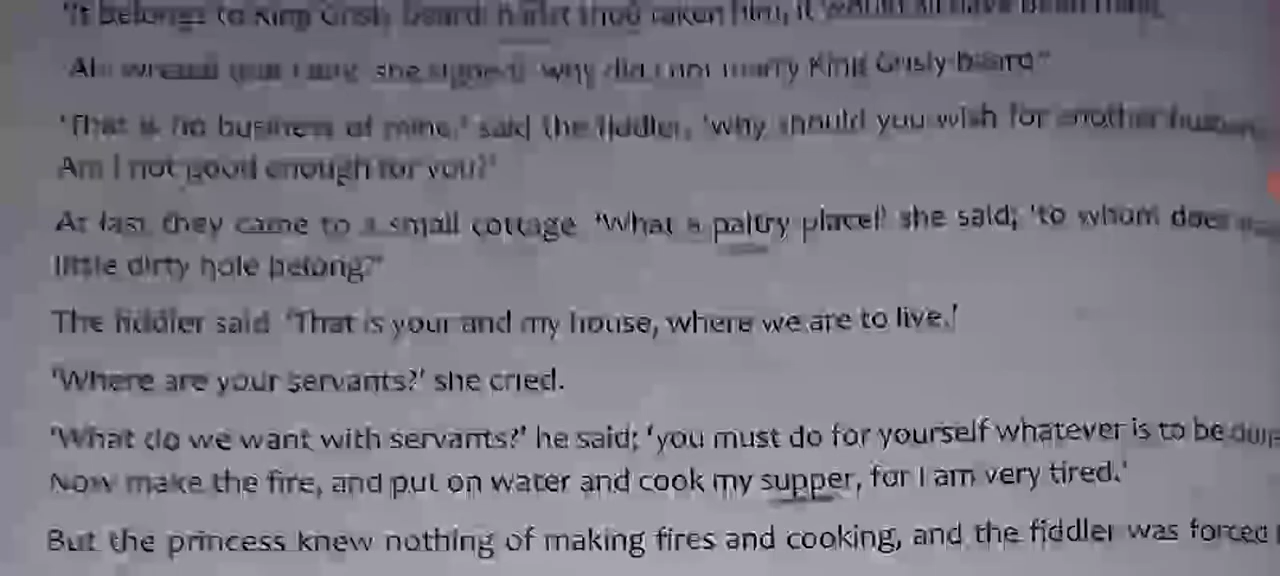 'It belongs to King Grisly-beard; hadst thou taken him, it would all have been thine.'
'Ah! wretch that I am!' she sighed; 'why did I not marry King Grisly-beard?'
'That is no business of mine,' said the fiddler, 'why should you wish for another
Am I not good enough for you?'
At last they came to a small cottage. 'What a paltry place!' she said; 'to whom does
little dirty hole belong?'
The fiddler said 'That is your and my house, where we are to live.'
'Where are your servants?' she cried.
'What do we want with servants?' he said; 'you must do for yourself whatever is to be
Now make the fire, and put on water and cook my supper, for I am very tired.'
But the princess knew nothing of making fires and cooking, and the fiddler was forced